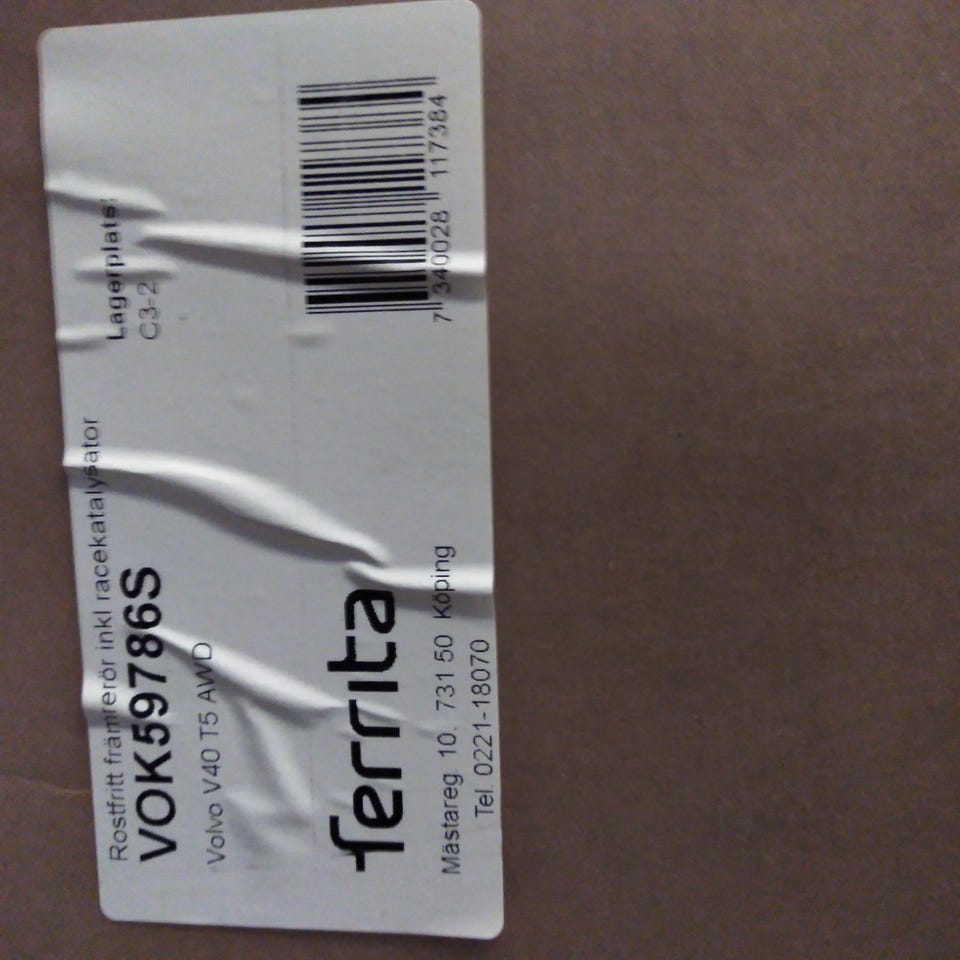 Rostfritt främrerör inkl racekatalysator
VOK59786S
Volvo V40 T5 AWD
Lagerplats:
C3-2
ferrita
Mästareg. 10. 731 50 Köping
Tel. 0221-18070
7 340028 117384